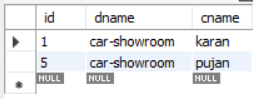 id dname cname
1 car-showroom karan
5 car-showroom pujan
NULL NULL NULL